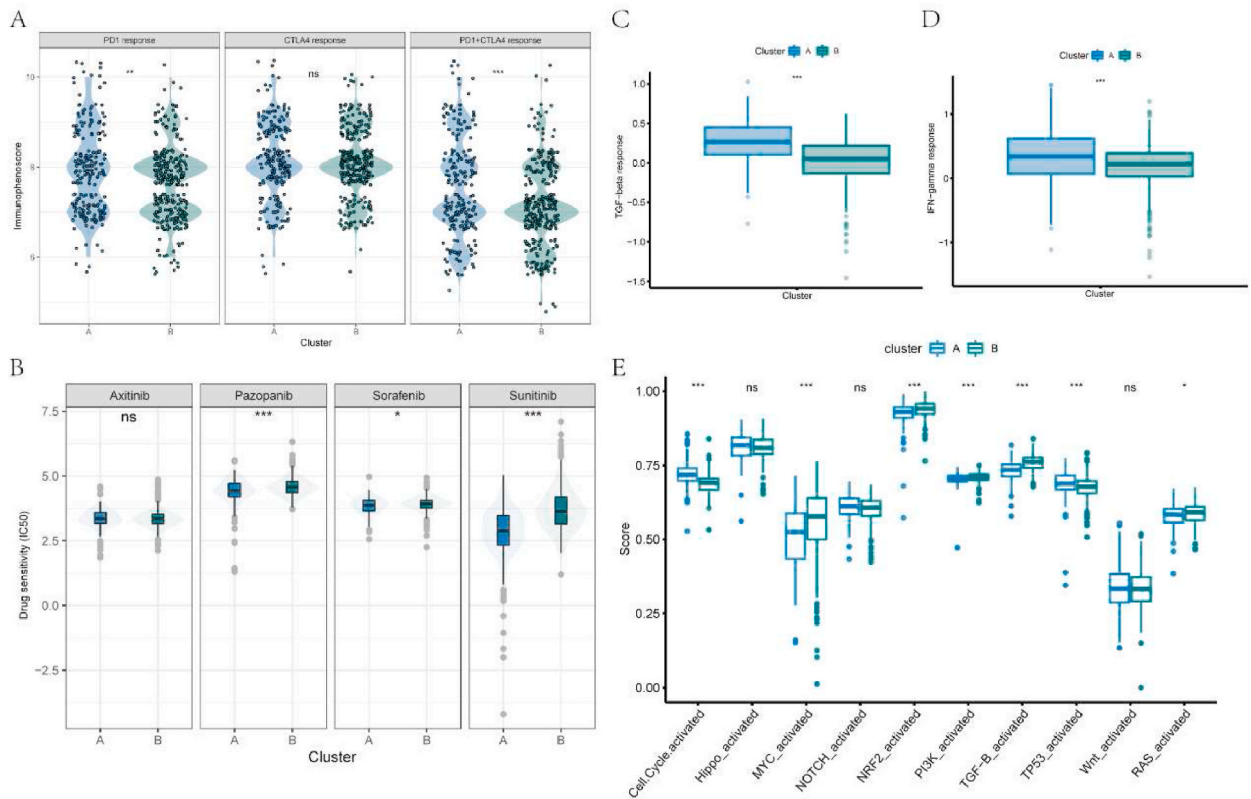 A
PD1 response
CTLA4 response
PD1+CTLA4 response
**
ns
***
Immunophenoscore
10
8
6
A
B
A
B
A
B
Cluster
B
Axitinib
Pazopanib
Sorafenib
Sunitinib
ns
***
*
***
Drug sensitivity (IC50)
7.5
5.0
2.5
0.0
−2.5
A
B
A
B
A
B
A
B
Cluster
C
Cluster A B
***
TGF−beta response
1.0
0.5
0.0
−0.5
−1.0
−1.5
Cluster
D
Cluster A B
***
IFN−gamma response
1
0
−1
Cluster
E
cluster A B
***
ns
***
ns
***
***
***
***
ns
*
Score
1.00
0.75
0.50
0.25
0.00
Cell.Cycle.activated
Hippo_activated
MYC_activated
NOTCH_activated
NRF2_activated
PI3K_activated
TGF−B_activated
TP53_activated
Wnt_activated
RAS_activated